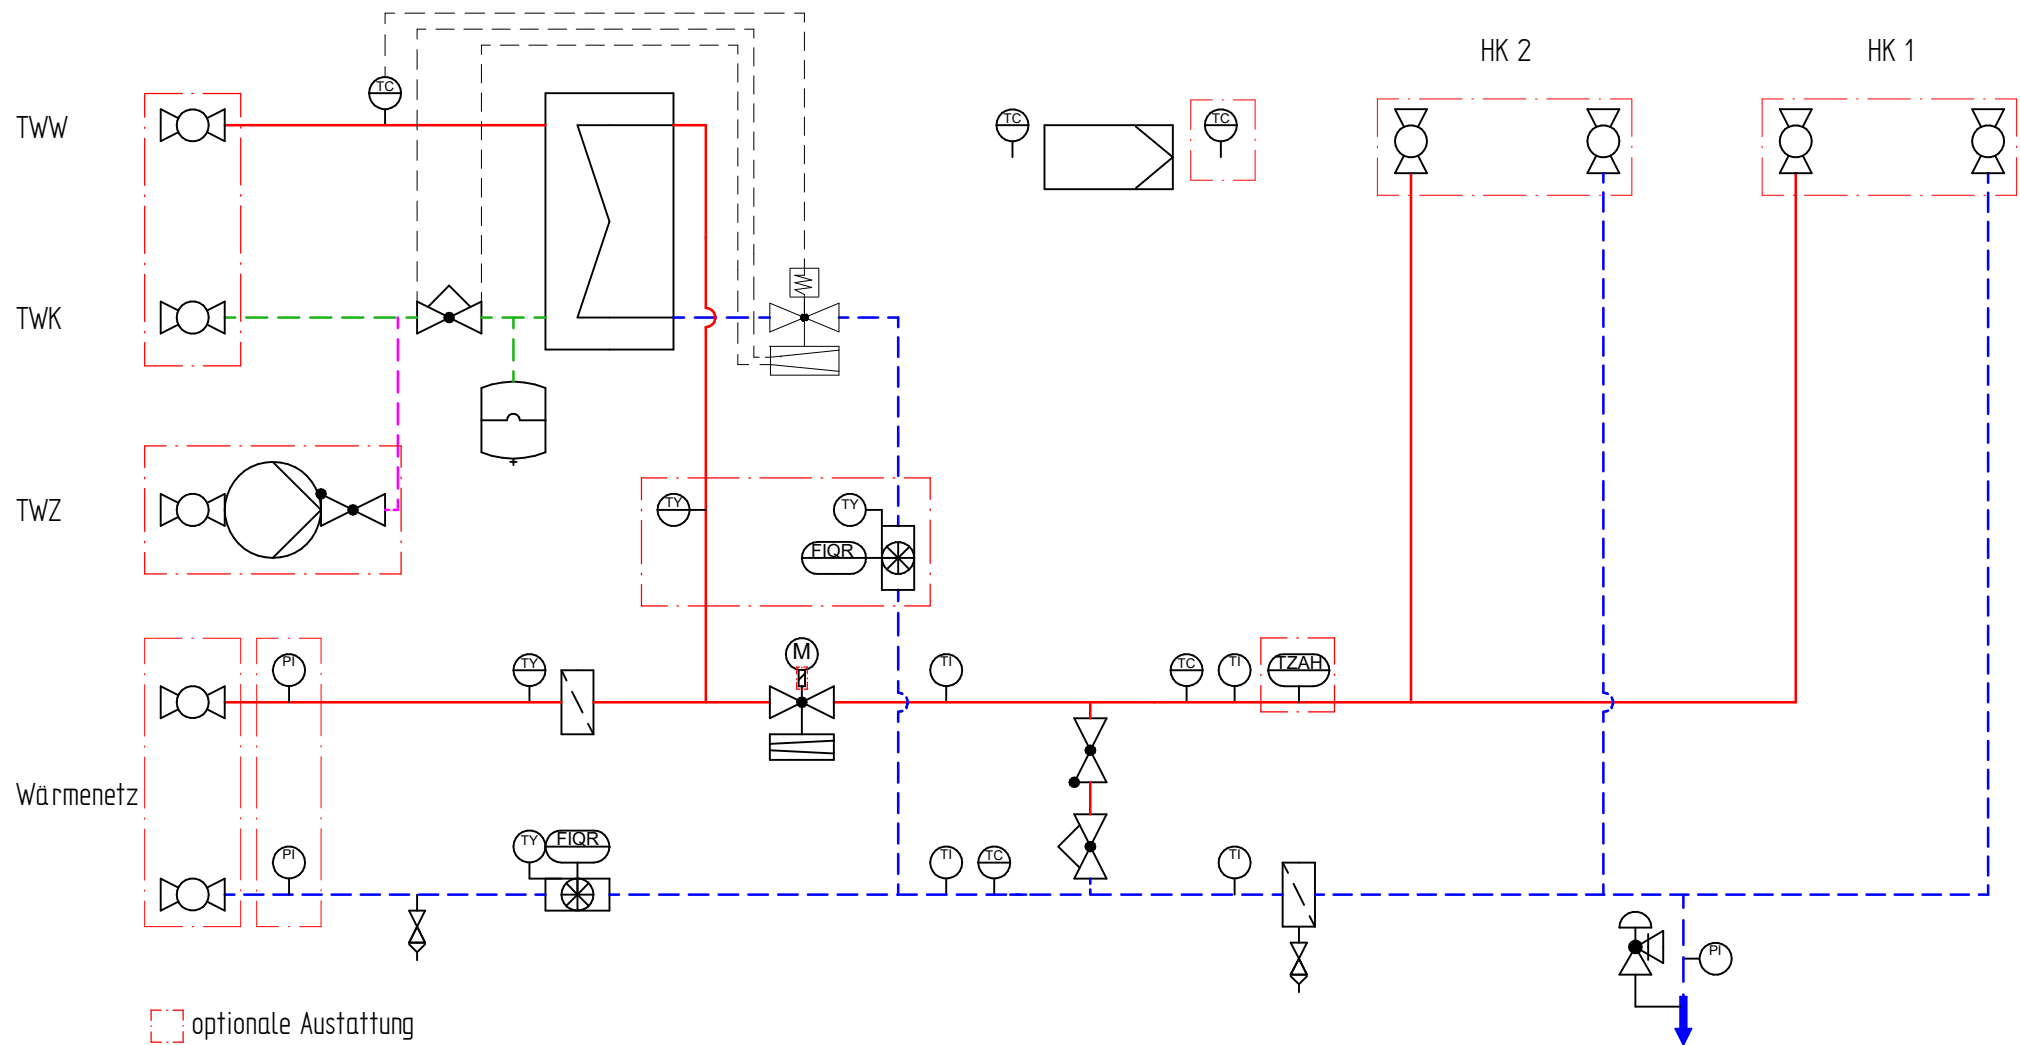 HK 2
HK 1
TC
TWW
TC
TC
TWK
TWZ
TY
TY
FIQR
M
PI
TY
TI
TC
TI
TZAH
Wärmenetz
PI
TY
FIQR
TI
TC
TI
PI
optionale Austattung